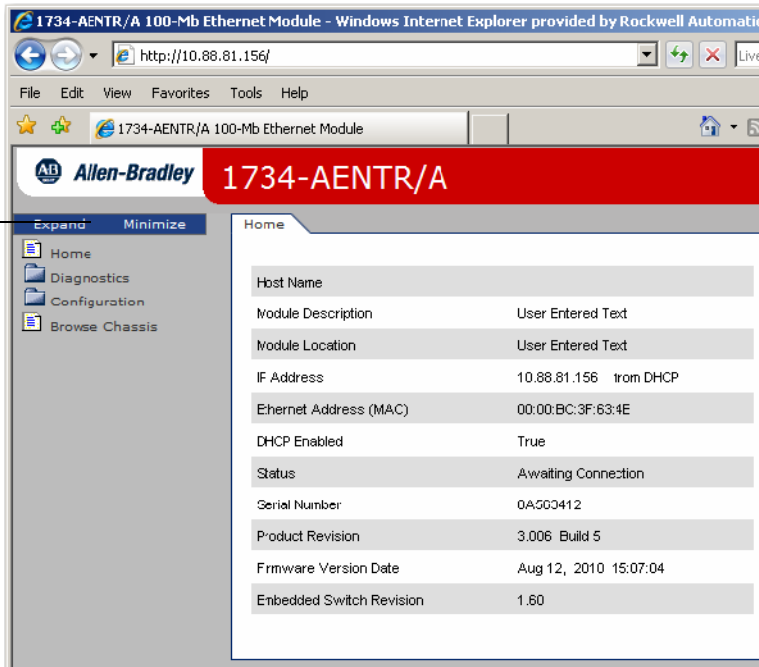 1734-AENTR/A 100-Mb Ethernet Module - Windows Internet Explorer provided by Rockwell Automati
http://10.88.81.156/
Live
File Edit View Favorites Tools Help
1734-AENTR/A 100-Mb Ethernet Module
AB Allen-Bradley 1734-AENTR/A
Expand Minimize
Home
Home
Diagnostics
Configuration
Browse Chassis
Host Name
Module Description User Entered Text
Module Location User Entered Text
IP Address 10.88.81.156 from DHCP
Ethernet Address (MAC) 00:00:BC:3F:63:4E
DHCP Enabled True
Status Awaiting Connection
Serial Number
Product Revision 3.006 Build 5
Firmware Version Date Aug 12, 2010 15:07:04
Embedded Switch Revision 1.60